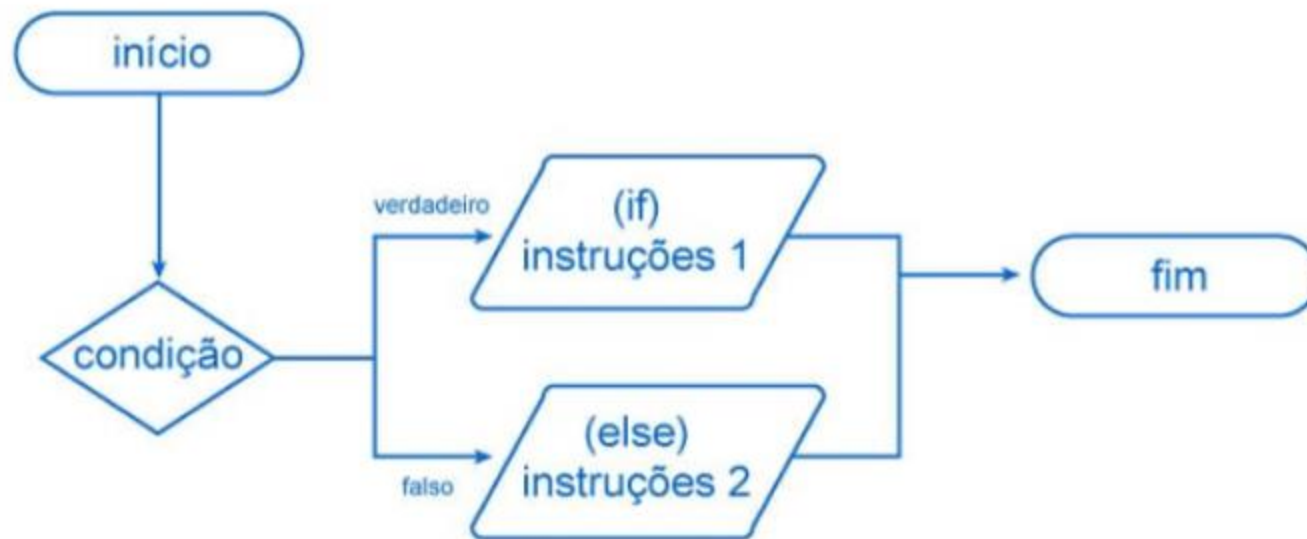 início
condição
verdadeiro
(if)
instruções 1
falso
(else)
instruções 2
fim